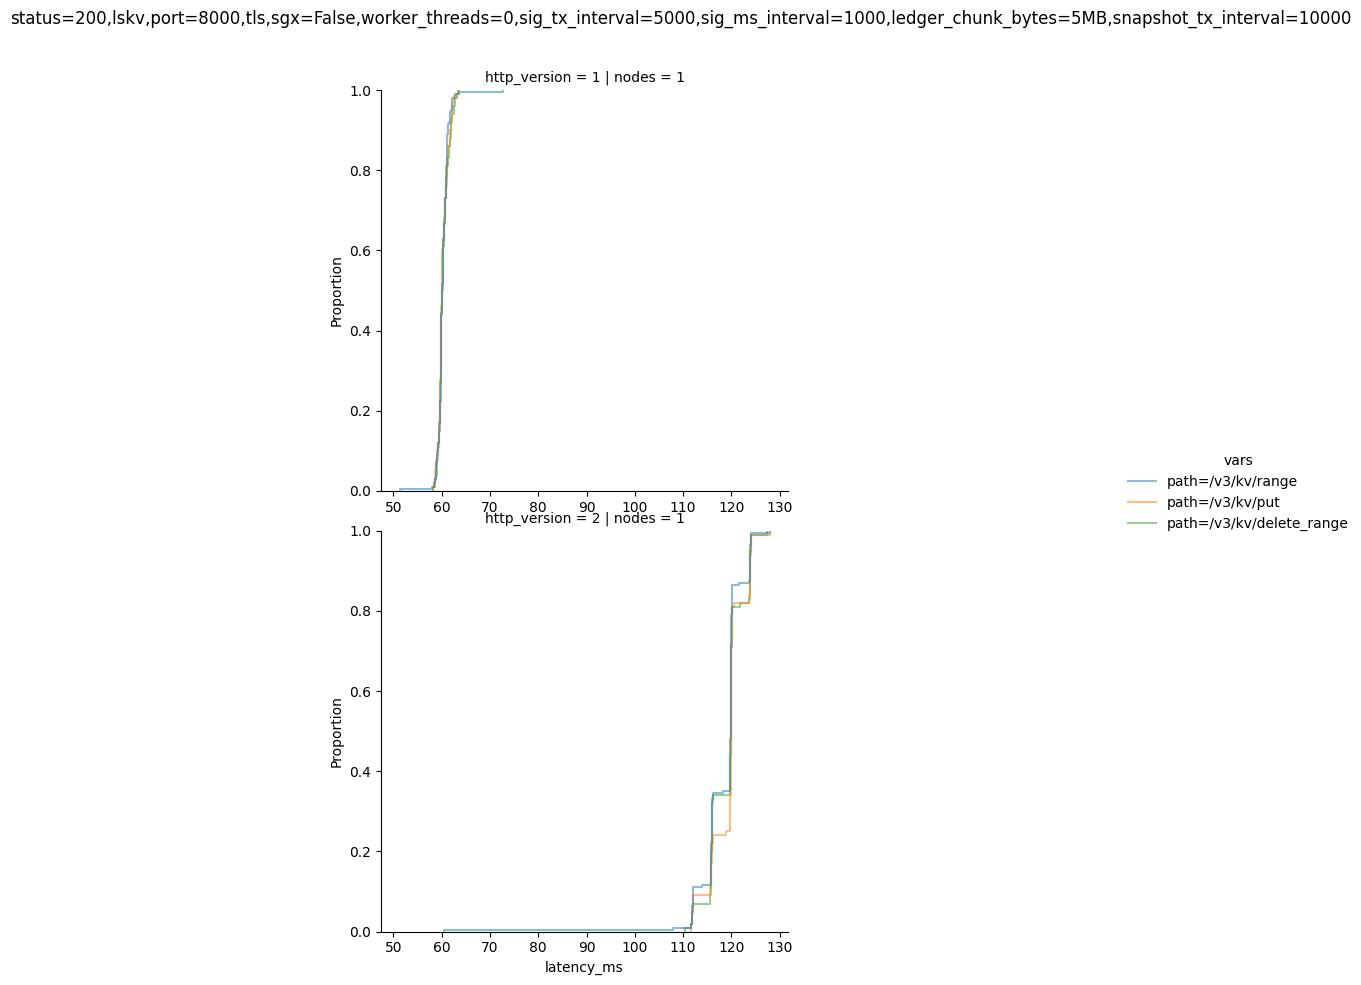 status=200,lskv,port=8000,tls,sgx=False,worker_threads=0,sig_tx_interval=5000,sig_ms_interval=1000,ledger_chunk_bytes=5MB,snapshot_tx_interval=10000
http_version = 1 | nodes = 1
1.0
0.8
0.6
0.4
0.2
0.0
Proportion
50 60 70 80 90 100 110 120 130
http_version = 2 | nodes = 1
1.0
0.8
0.6
0.4
0.2
0.0
Proportion
50 60 70 80 90 100 110 120 130
latency_ms
vars
path=/v3/kv/range
path=/v3/kv/put
path=/v3/kv/delete_range